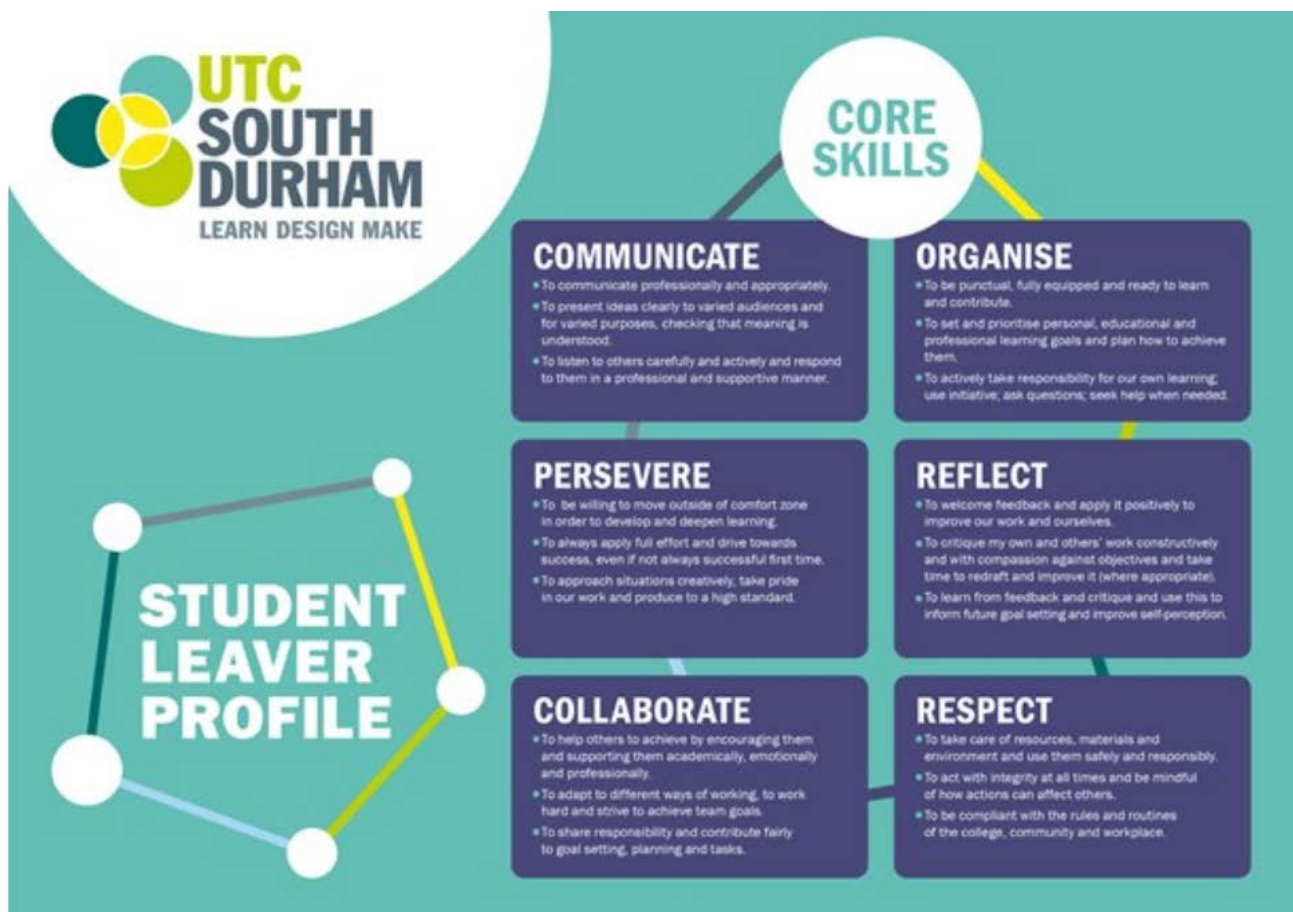 UTC
SOUTH
DURHAM
LEARN DESIGN MAKE
STUDENT
LEAVER
PROFILE
CORE
SKILLS
COMMUNICATE
• To communicate professionally and appropriately.
• To present ideas clearly to varied audiences and
for varied purposes, checking that meaning is
understood.
• To listen to others carefully and actively and respond
to them in a professional and supportive manner.
ORGANISE
• To be punctual, fully equipped and ready to learn
and contribute.
• To set and prioritise personal, educational and
professional learning goals and plan how to achieve
them.
• To actively take responsibility for our own learning;
use initiative; ask questions; seek help when needed.
PERSEVERE
• To be willing to move outside of comfort zone
in order to develop and deepen learning.
• To always apply full effort and drive towards
success, even if not always successful first time.
• To approach situations creatively, take pride
in our work and produce to a high standard.
REFLECT
• To welcome feedback and apply it positively to
improve our work and ourselves.
• To critique my own and others' work constructively
and with compassion against objectives and take
time to redraft and improve it (where appropriate).
• To learn from feedback and critique and use this to
inform future goal setting and improve self-perception.
COLLABORATE
• To help others to achieve by encouraging them
and supporting them academically, emotionally
and professionally.
• To adapt to different ways of working, to work
hard and strive to achieve team goals.
• To share responsibility and contribute fairly
to goal setting, planning and tasks.
RESPECT
• To take care of resources, materials and
environment and use them safely and responsibly.
• To act with integrity at all times and be mindful
of how actions can affect others.
• To be compliant with the rules and routines
of the college, community and workplace.